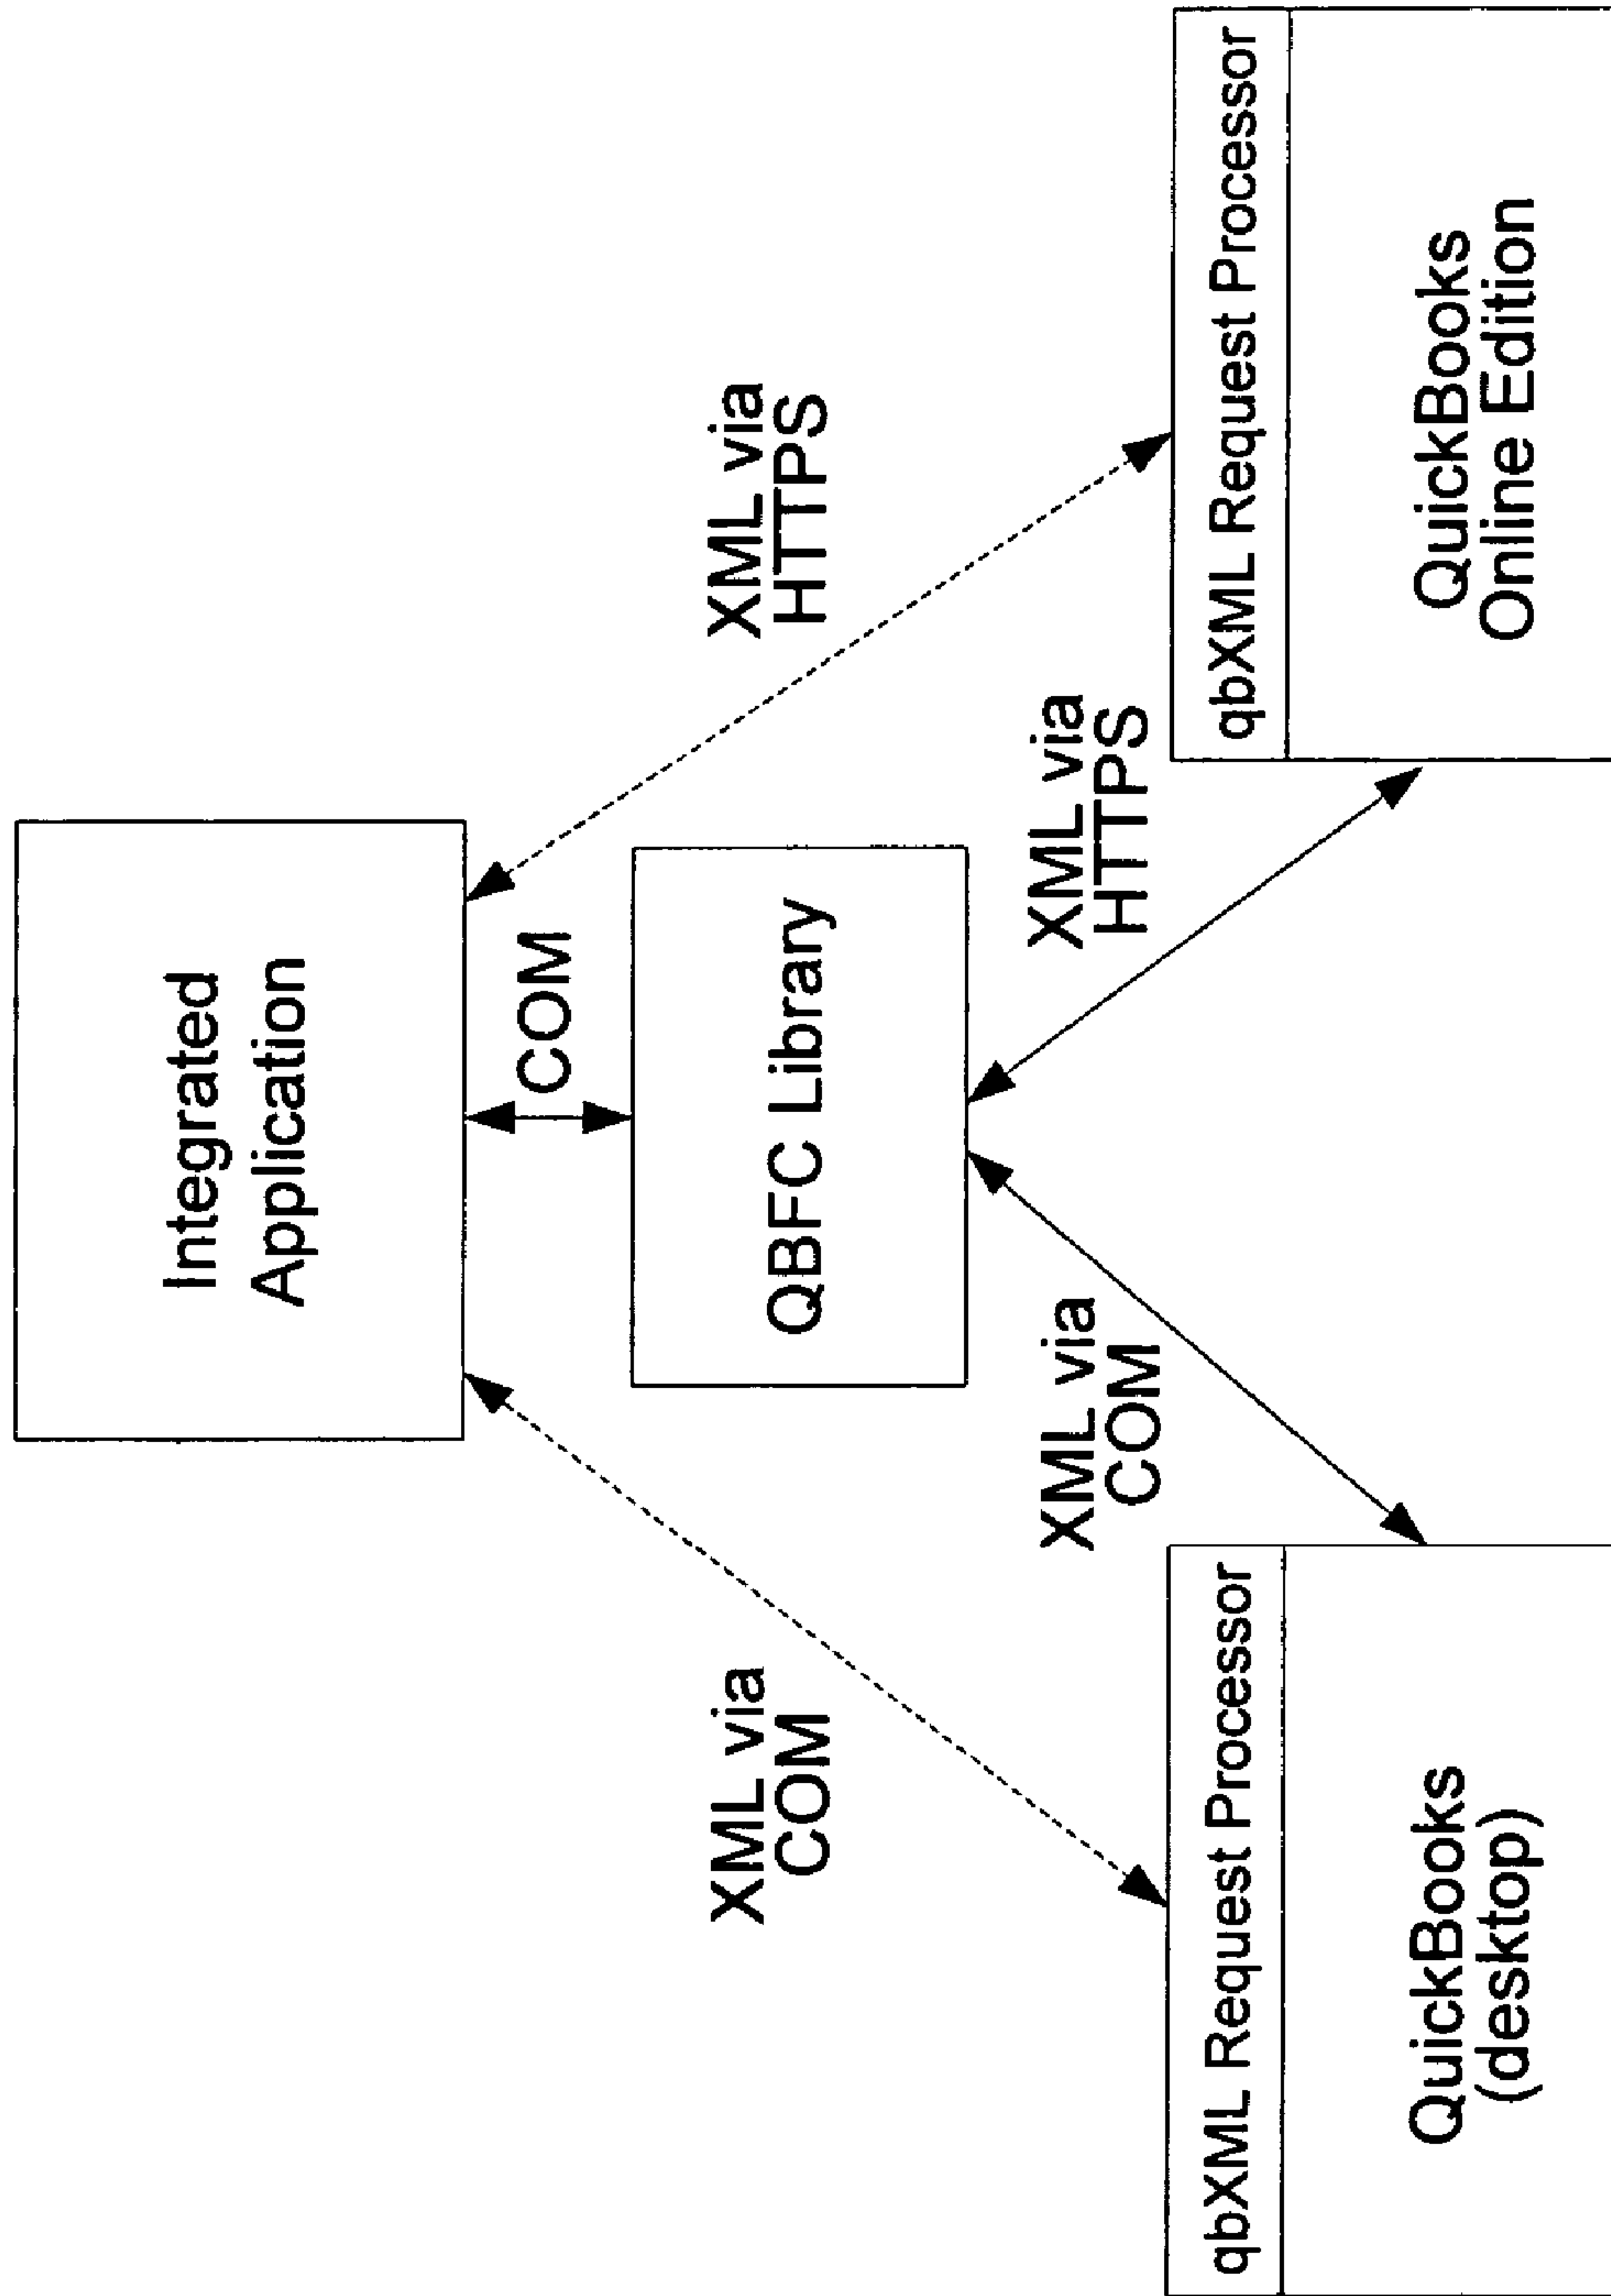 Integrated
Application
COM
XML via
COM
XML via
HTTPS
QBFC Library
XML via
COM
XML via
HTTPS
qbXML Request Processor
QuickBooks
(desktop)
qbXML Request Processor
QuickBooks
Online Edition